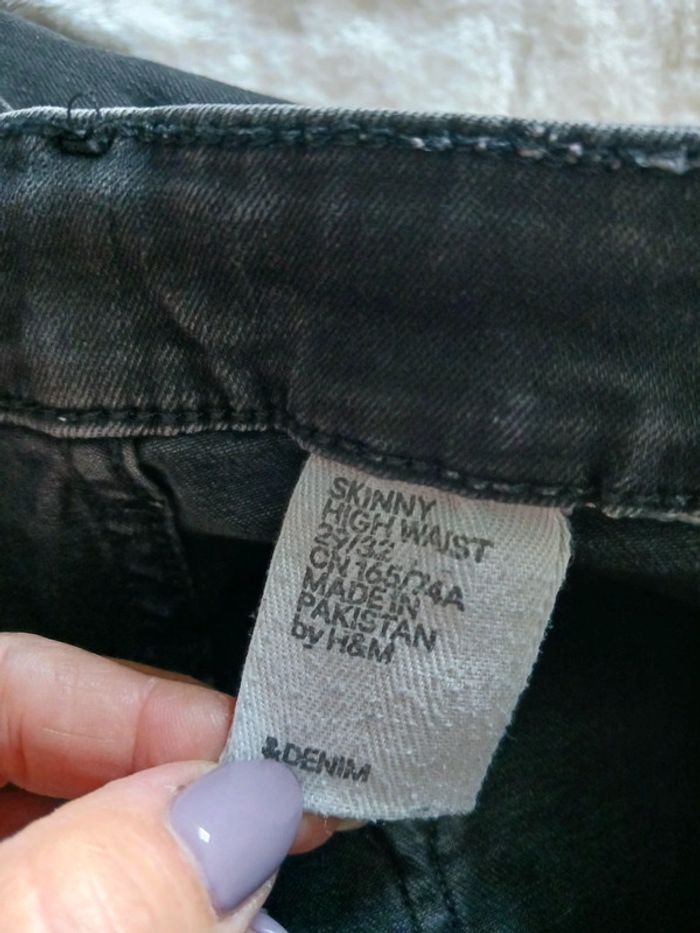 SKINNY
HIGH WAIST
29/32
CN 165/74A
MADE IN
PAKISTAN
by H&M
&DENIM